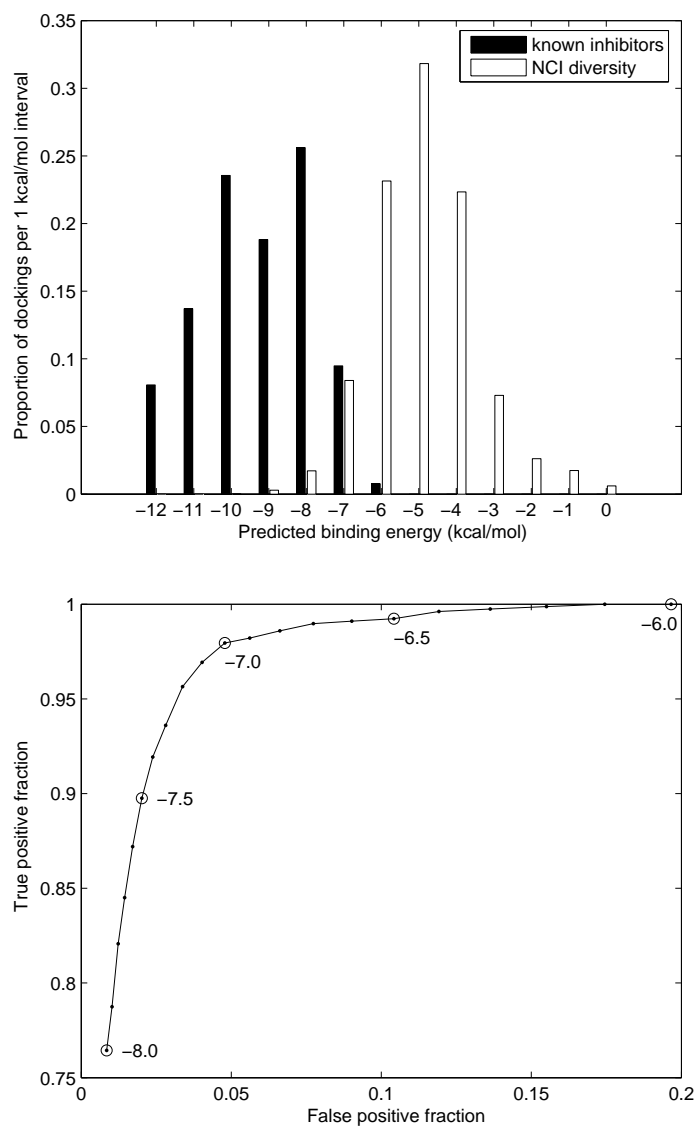 known inhibitors
NCI diversity
0.35
0.3
0.25
0.2
0.15
0.1
0.05
0
Proportion of dockings per 1 kcal/mol interval
−12 −11 −10 −9 −8 −7 −6 −5 −4 −3 −2 −1 0
Predicted binding energy (kcal/mol)
1
0.95
0.9
0.85
0.8
0.75
True positive fraction
−6.0
−6.5
−7.0
−7.5
−8.0
0 0.05 0.1 0.15 0.2
False positive fraction